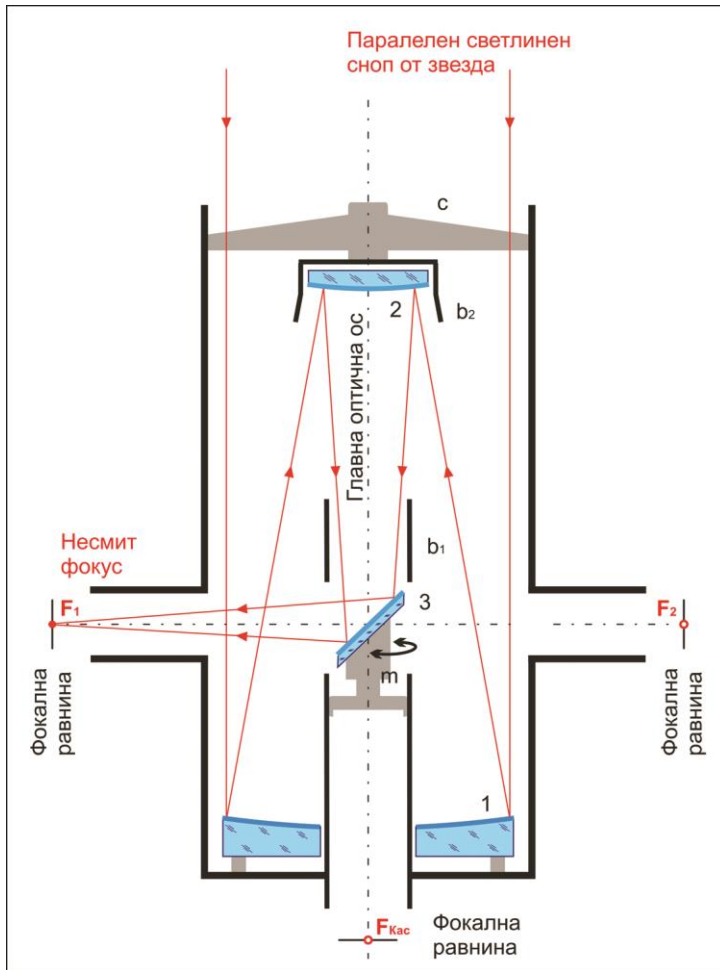 Паралелен светлинен
сноп от звезда
c
2
b₂
Главна оптична ос
b₁
Несмит
фокус
3
F₁
F₂
m
Фокална
равнина
Фокална
равнина
1
Fкас
Фокална
равнина